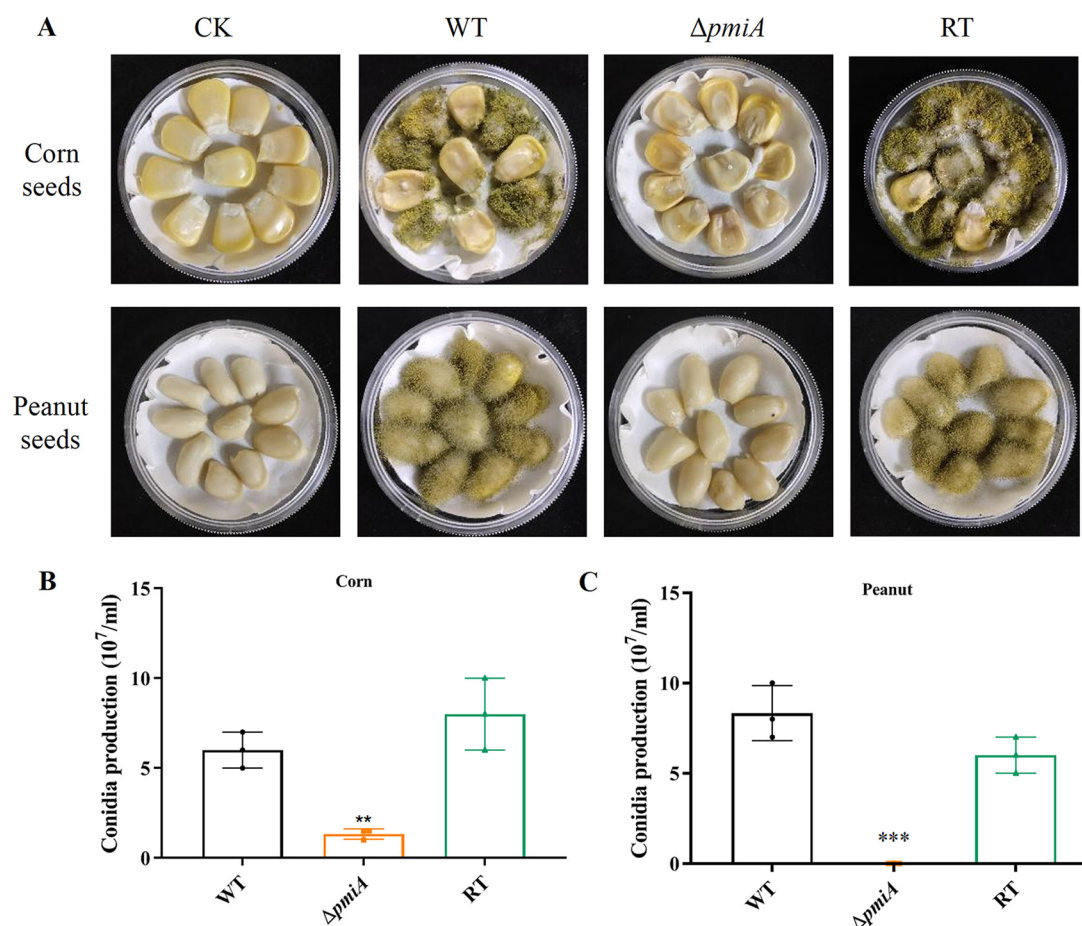 A
CK
WT
ΔpmiA
RT
Corn
seeds
Peanut
seeds
B
Corn
Conidia production (10⁷/ml)
15
10
5
0
**
WT
ΔpmiA
RT
C
Peanut
Conidia production (10⁷/ml)
15
10
5
0
***
WT
ΔpmiA
RT